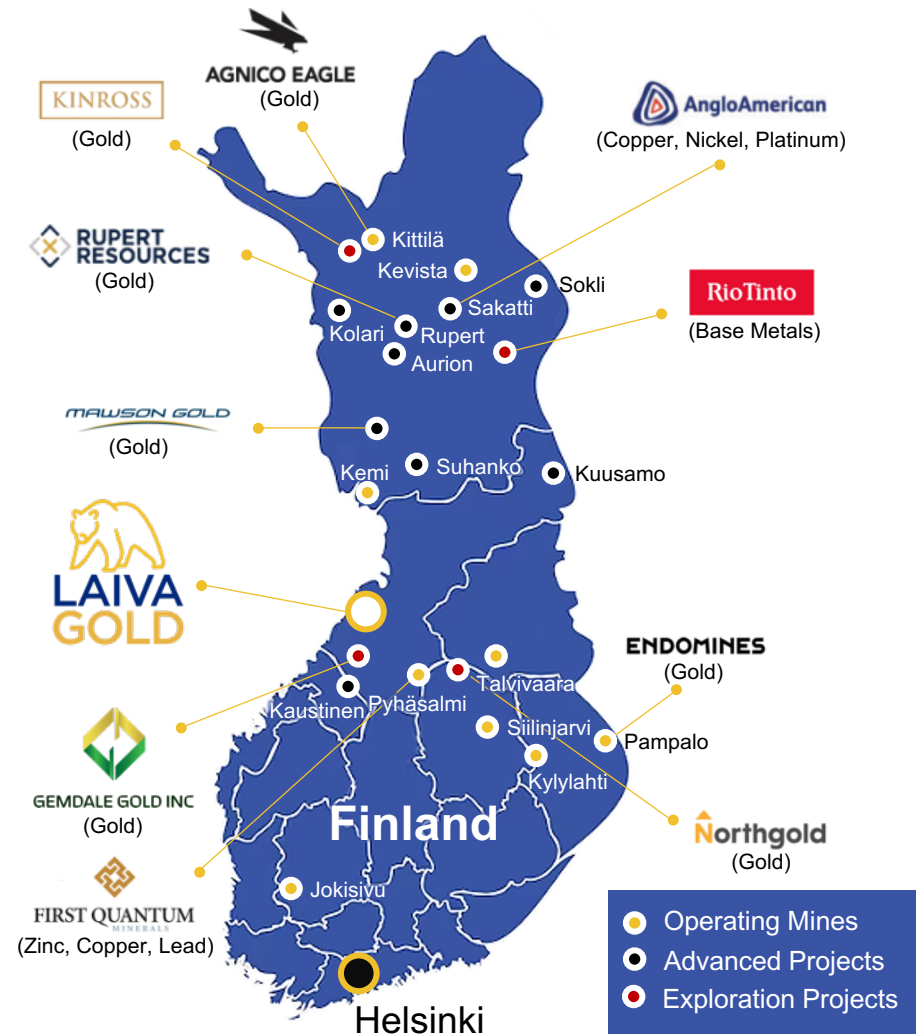 AGNICO EAGLE
(Gold)
KINROSS
(Gold)
AngloAmerican
(Copper, Nickel, Platinum)
RUPERT
RESOURCES
(Gold)
Kittilä
Kevista
Sokli
Sakatti
Kolari
Rupert
Aurion
RioTinto
(Base Metals)
MAWSON GOLD
(Gold)
Kemi
Suhanko
Kuusamo
LAIVA
GOLD
ENDOMINES
(Gold)
Talvivaara
Kaustinen
Pyhäsalmi
Siilinjarvi
Pampalo
Kylylahti
GEMDALE GOLD INC
(Gold)
Finland
Northgold
(Gold)
FIRST QUANTUM
MINERALS
(Zinc, Copper, Lead)
Jokisivu
Helsinki
Operating Mines
Advanced Projects
Exploration Projects